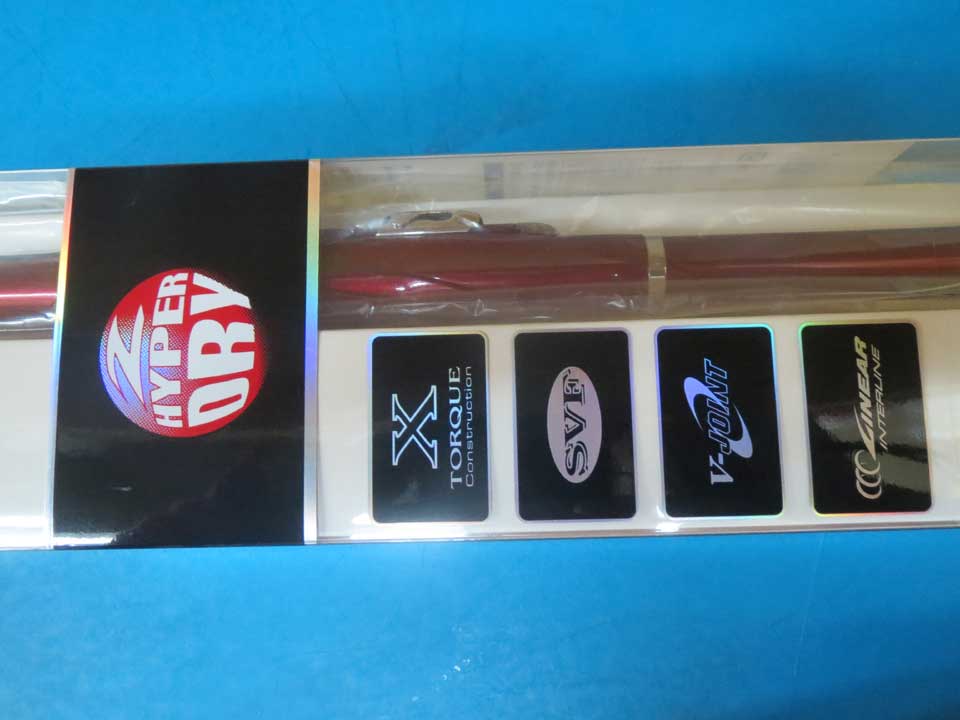 Z
HYPER
DRY
X
TORQUE
Construction
SVF
V-JOINT
LINEAR
INTERLINE